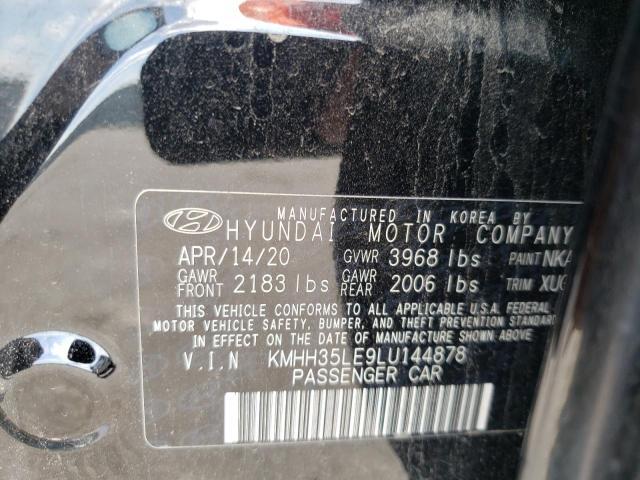 MANUFACTURED IN KOREA BY
HYUNDAI MOTOR COMPANY
APR/14/20 GVWR 3968 lbs PAINT NKA
GAWR FRONT 2183 lbs GAWR REAR 2006 lbs TRIM XUG
THIS VEHICLE CONFORMS TO ALL APPLICABLE U.S.A. FEDERAL
MOTOR VEHICLE SAFETY, BUMPER, AND THEFT PREVENTION STANDARDS
IN EFFECT ON THE DATE OF MANUFACTURE SHOWN ABOVE.
V.I.N KMHH35LE9LU144878
PASSENGER CAR